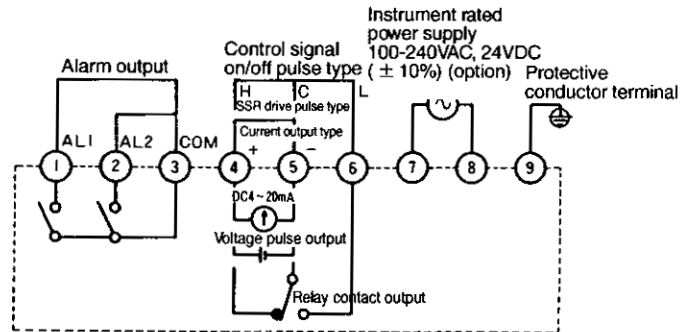 Instrument rated
power supply
Control signal 100-240VAC, 24VDC
Alarm output on/off pulse type (±10%) (option) Protective
conductor terminal
H C L
SSR drive pulse type
Current output type
AL1 AL2 COM + −
1 2 3 4 5 6 7 8 9
DC4~20mA
Voltage pulse output
Relay contact output